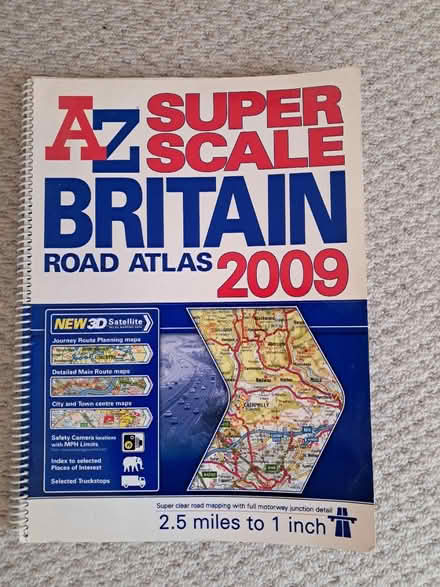 AZ
SUPER
SCALE
BRITAIN
ROAD ATLAS 2009
NEW 3D Satellite
Journey Route Planning maps
Detailed Main Route maps
City and Town centre maps
Safety Camera locations
with MPH Limits
Index to selected
Places of Interest
Selected Truckstops
CAERPHILLY
Super clear road mapping with full motorway junction detail
2.5 miles to 1 inch